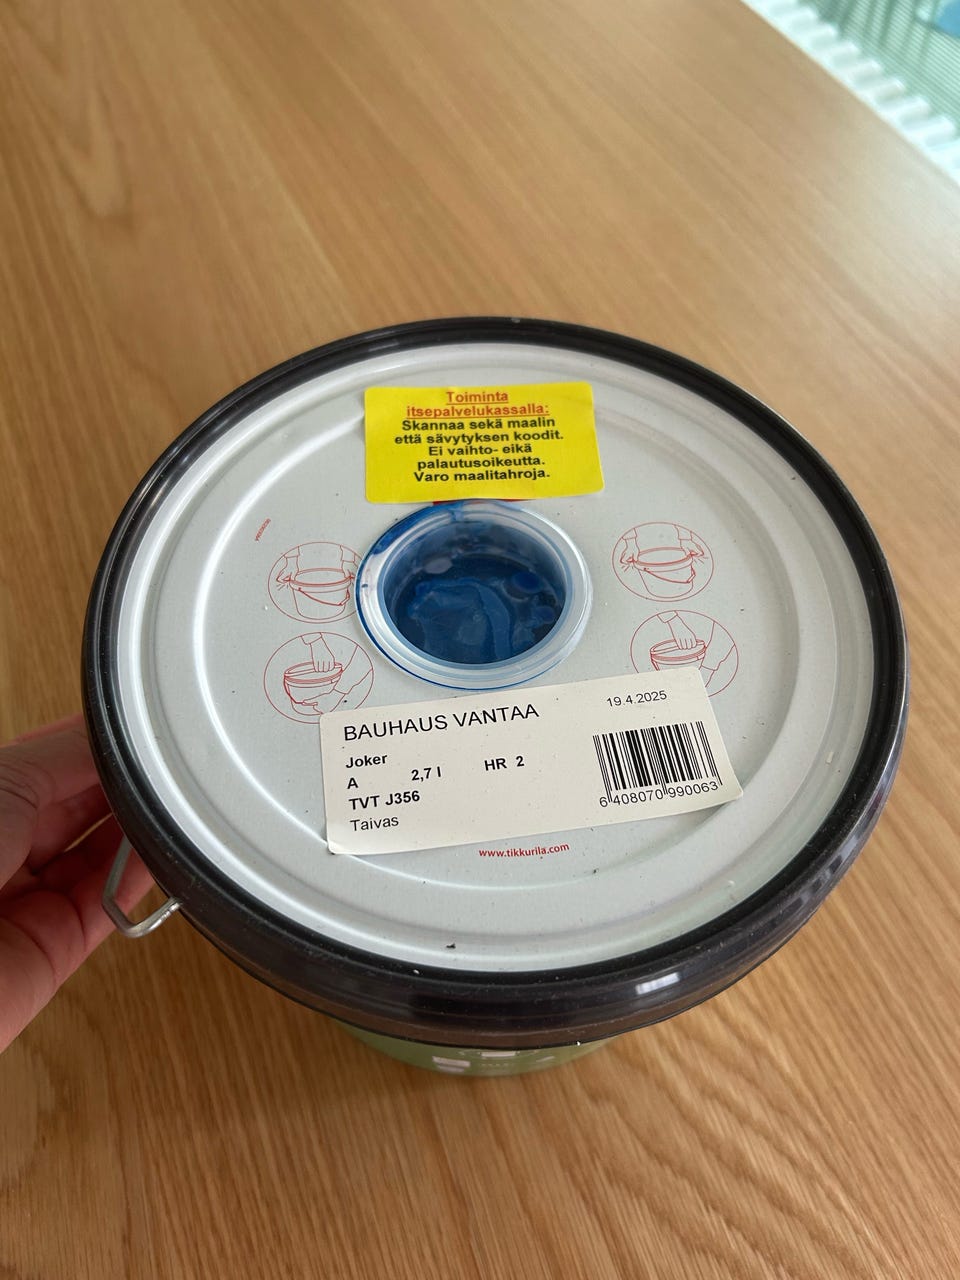 Toiminta
itsepalvelukassalla:
Skannaa sekä maalin
että sävytyksen koodit.
Ei vaihto- eikä
palautusoikeutta.
Varo maalitahroja.
BAUHAUS VANTAA
19.4.2025
Joker
A 2,7 l HR 2
TVT J356
Taivas
6 408070 990063
www.tikkurila.com